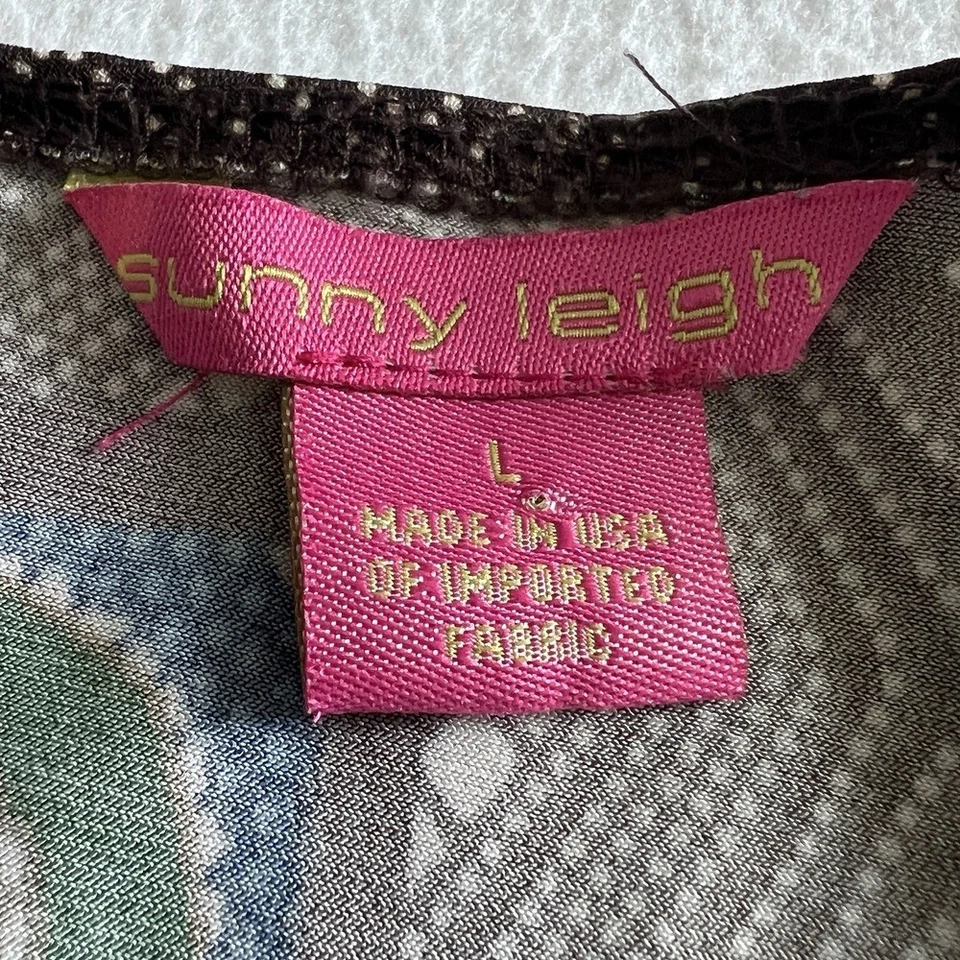 sunny leigh
L
MADE IN USA
OF IMPORTED
FABRIC